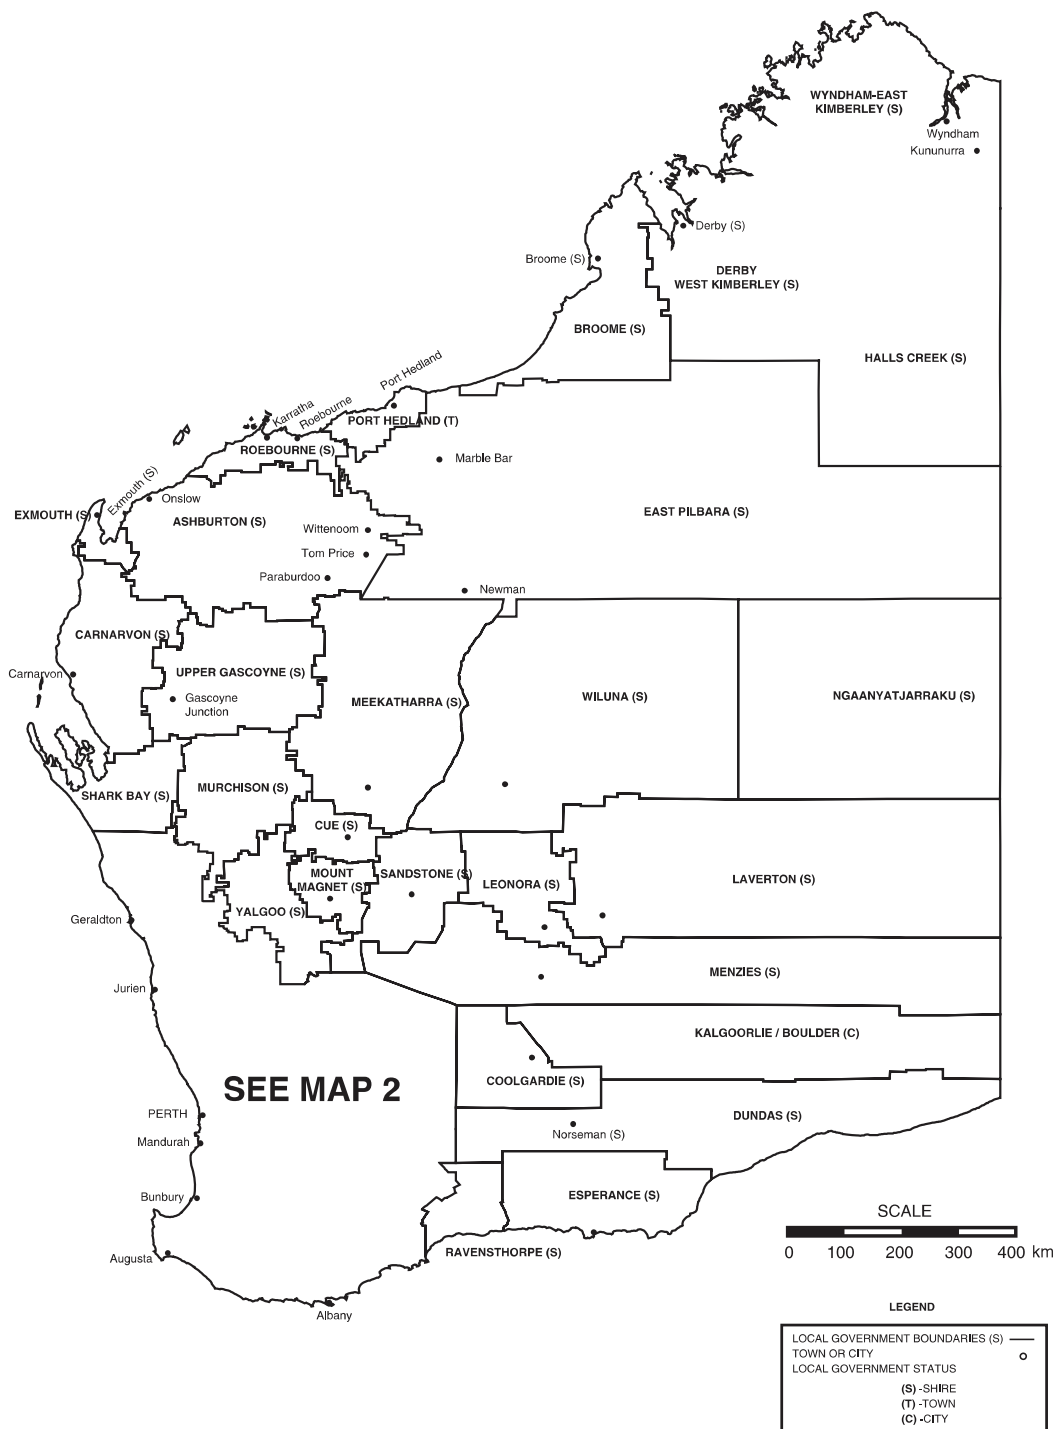 WYNDHAM-EAST
KIMBERLEY (S)
Wyndham
Kununurra
Derby (S)
Broome (S)
DERBY
WEST KIMBERLEY (S)
BROOME (S)
HALLS CREEK (S)
Port Hedland
Karratha
Roebourne
PORT HEDLAND (T)
ROEBOURNE (S)
Marble Bar
Exmouth (S)
Onslow
EXMOUTH (S)
ASHBURTON (S)
EAST PILBARA (S)
Wittenoom
Tom Price
Paraburdoo
Newman
CARNARVON (S)
Carnarvon
UPPER GASCOYNE (S)
Gascoyne
Junction
MEEKATHARRA (S)
WILUNA (S)
NGAANYATJARRAKU (S)
SHARK BAY (S)
MURCHISON (S)
CUE (S)
MOUNT
MAGNET (S)
SANDSTONE (S)
LEONORA (S)
LAVERTON (S)
YALGOO (S)
Geraldton
MENZIES (S)
Jurien
KALGOORLIE / BOULDER (C)
COOLGARDIE (S)
SEE MAP 2
PERTH
DUNDAS (S)
Mandurah
Norseman (S)
Bunbury
ESPERANCE (S)
SCALE
0 100 200 300 400 km
Augusta
RAVENSTHORPE (S)
Albany
LEGEND
LOCAL GOVERNMENT BOUNDARIES (S)
TOWN OR CITY
LOCAL GOVERNMENT STATUS
(S) -SHIRE
(T) -TOWN
(C) -CITY